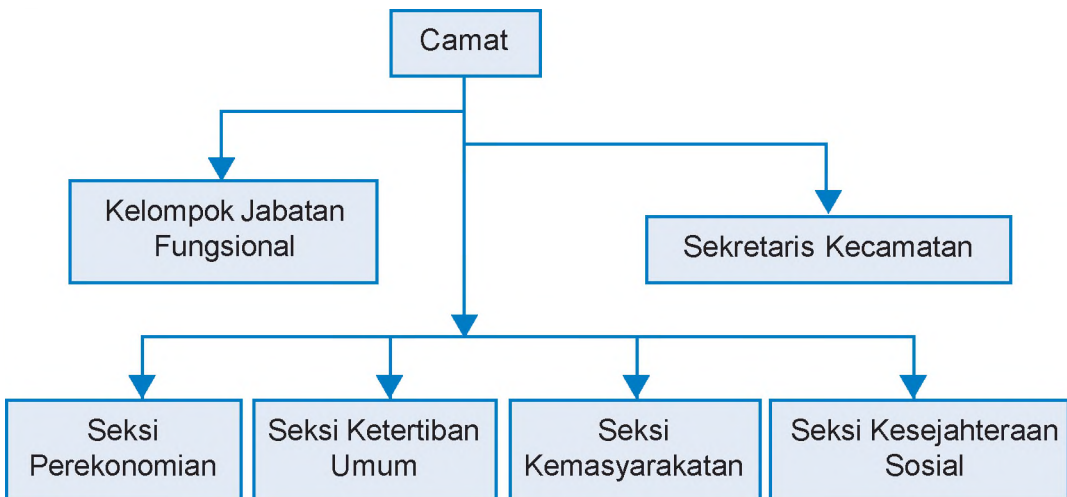 Camat
Kelompok Jabatan
Fungsional
Sekretaris Kecamatan
Seksi
Perekonomian
Seksi Ketertiban
Umum
Seksi
Kemasyarakatan
Seksi Kesejahteraan
Sosial